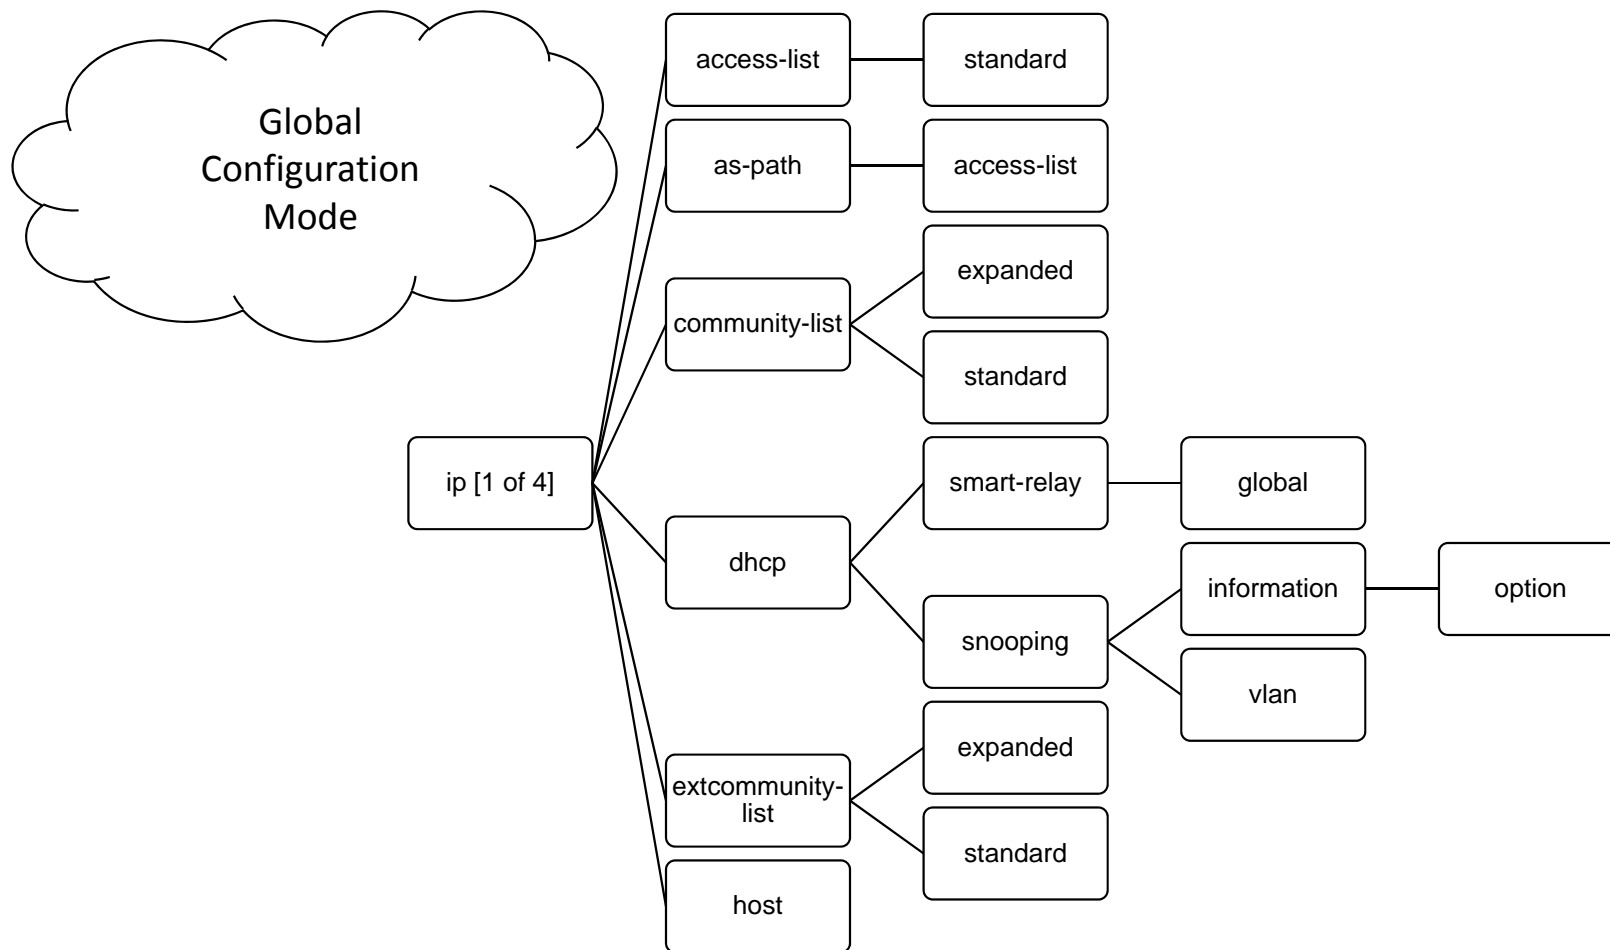 Global
Configuration
Mode
access-list
standard
as-path
access-list
expanded
community-list
standard
ip [1 of 4]
smart-relay
global
dhcp
information
option
snooping
vlan
expanded
extcommunity-
list
standard
host